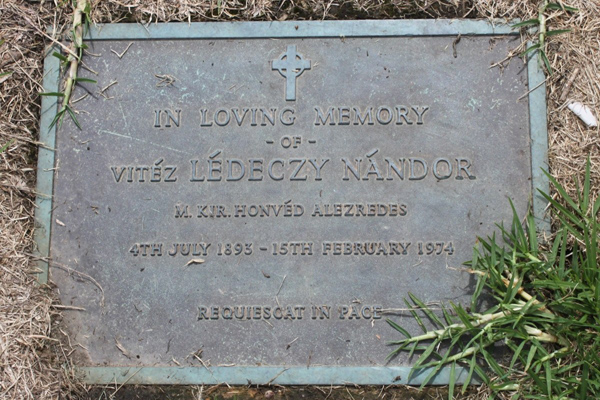 IN LOVING MEMORY
- OF -
VITÉZ LÉDECZY NÁNDOR
M. KIR. HONVÉD ALEZREDES
4TH JULY 1893 - 15TH FEBRUARY 1974
REQUIESCAT IN PACE